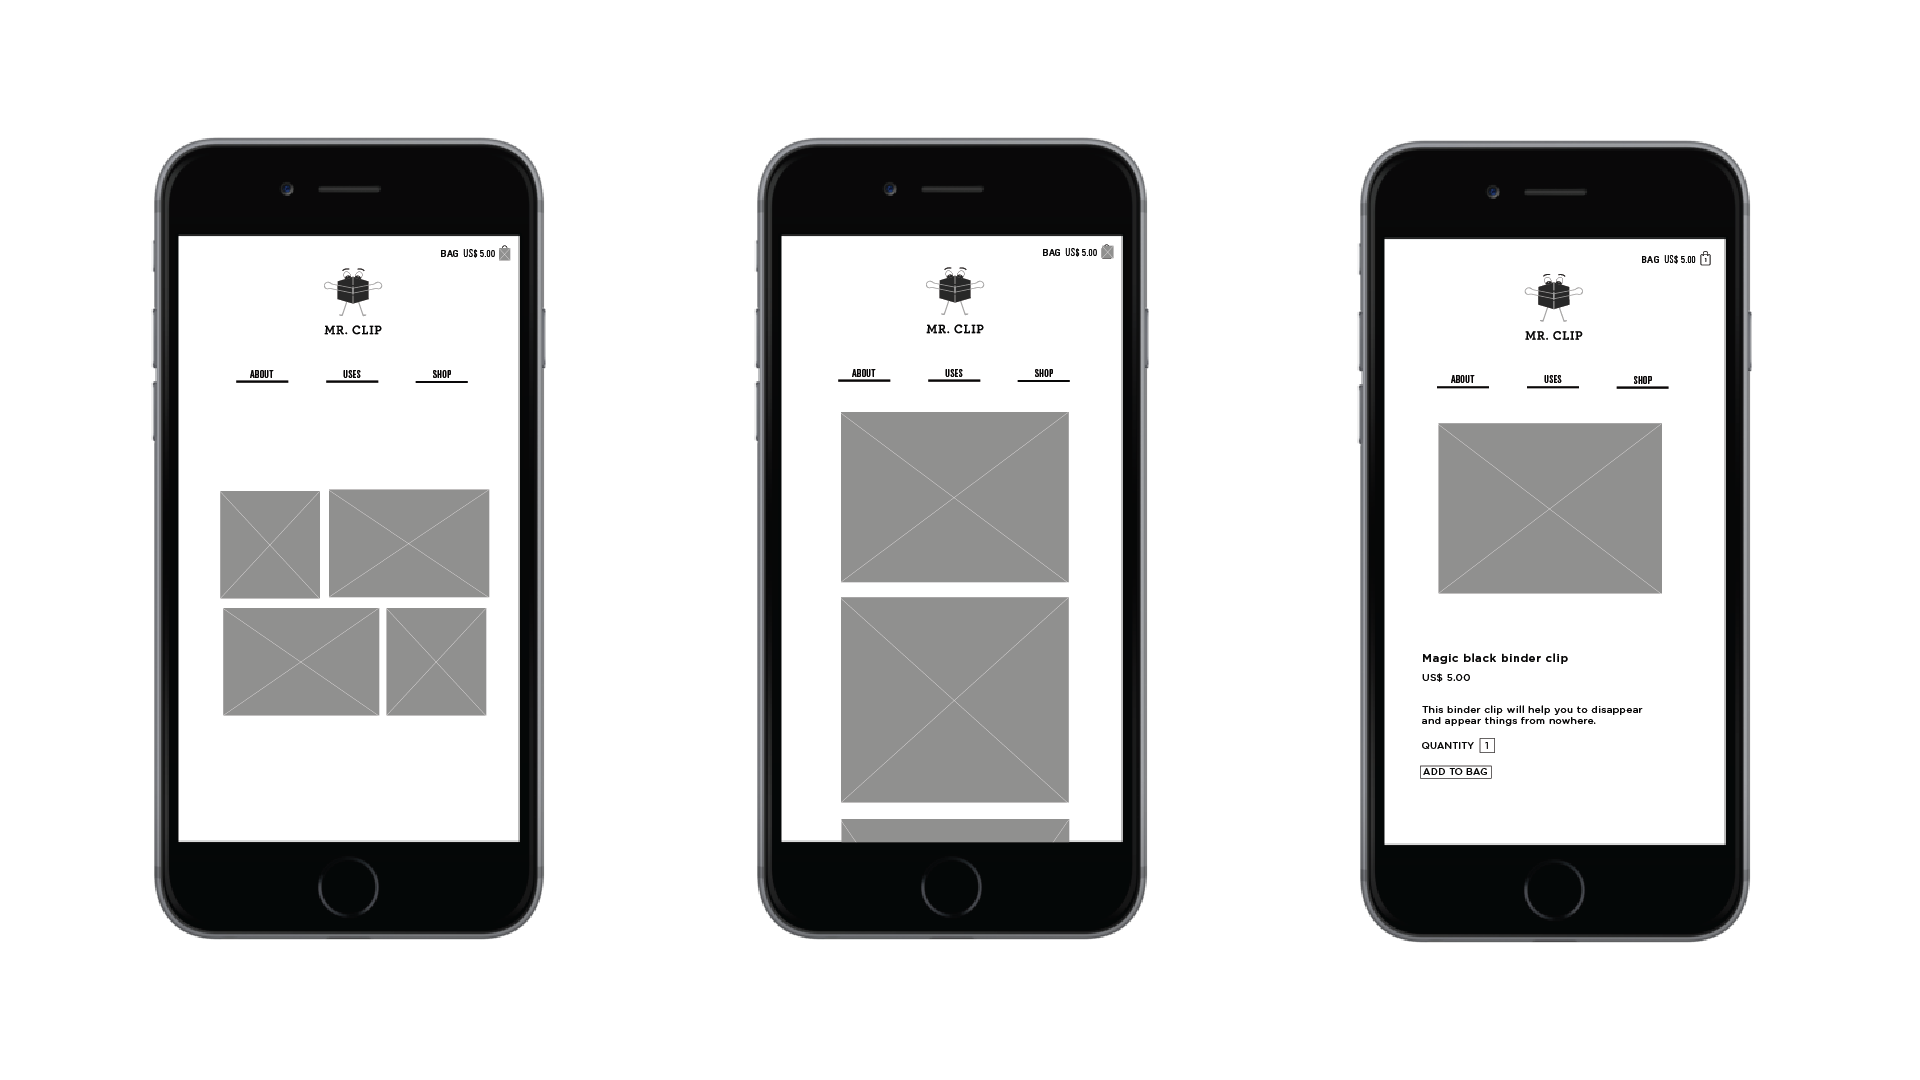 BAG US$ 5.00
MR. CLIP
ABOUT USES SHOP
BAG US$ 5.00
MR. CLIP
ABOUT USES SHOP
BAG US$ 5.00 1
MR. CLIP
ABOUT USES SHOP
Magic black binder clip
US$ 5.00
This binder clip will help you to disappear
and appear things from nowhere.
QUANTITY 1
ADD TO BAG